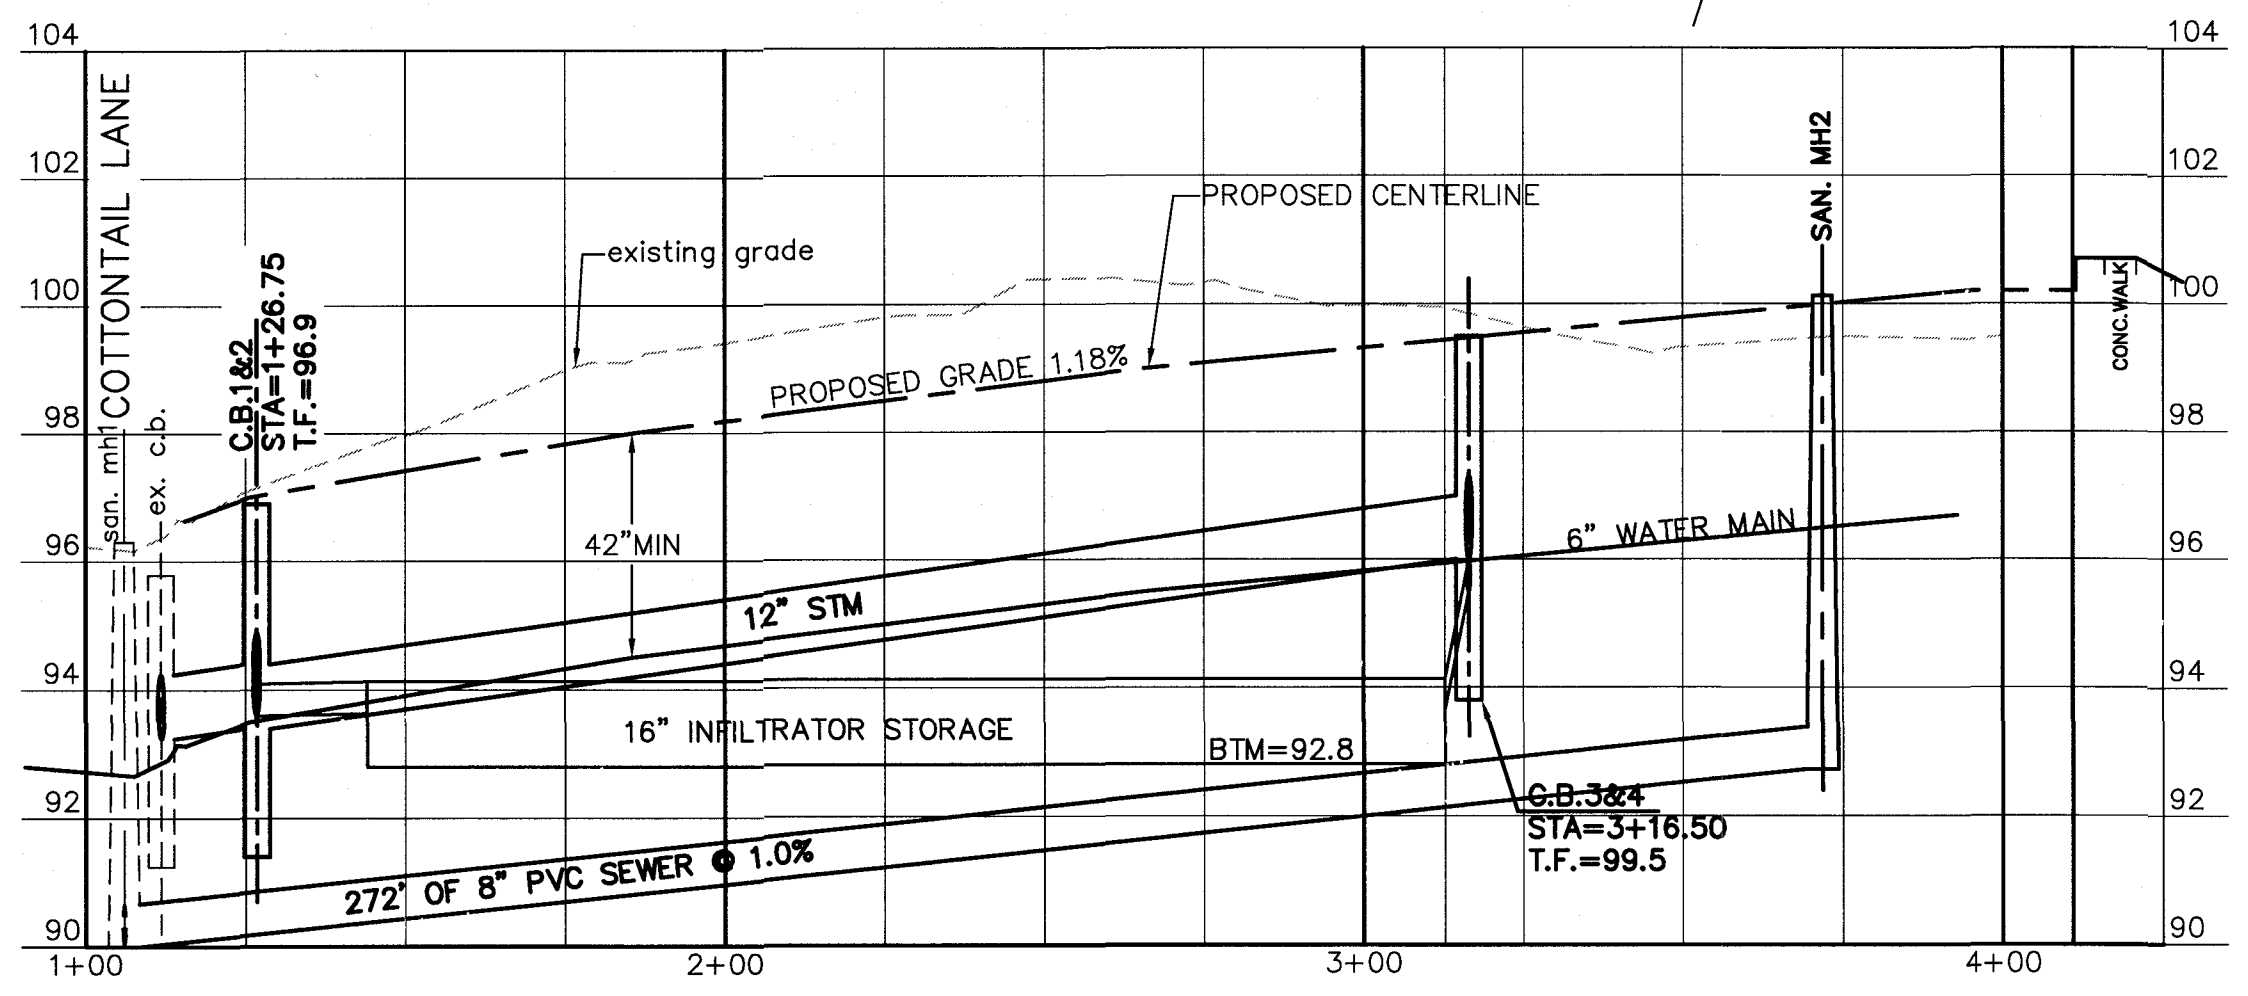 104
104
COTTONTAIL LANE
102
102
SAN. MH2
PROPOSED CENTERLINE
existing grade
100
100
CONC.WALK
C.B.1&2
STA=1+26.75
T.F.=96.9
PROPOSED GRADE 1.18%
98
98
san. mh1
ex. c.b.
96
96
42"MIN
6" WATER MAIN
12" STM
94
94
16" INFILTRATOR STORAGE
BTM=92.8
92
92
C.B.3&4
STA=3+16.50
T.F.=99.5
272' OF 8" PVC SEWER @ 1.0%
90
90
1+00
2+00
3+00
4+00